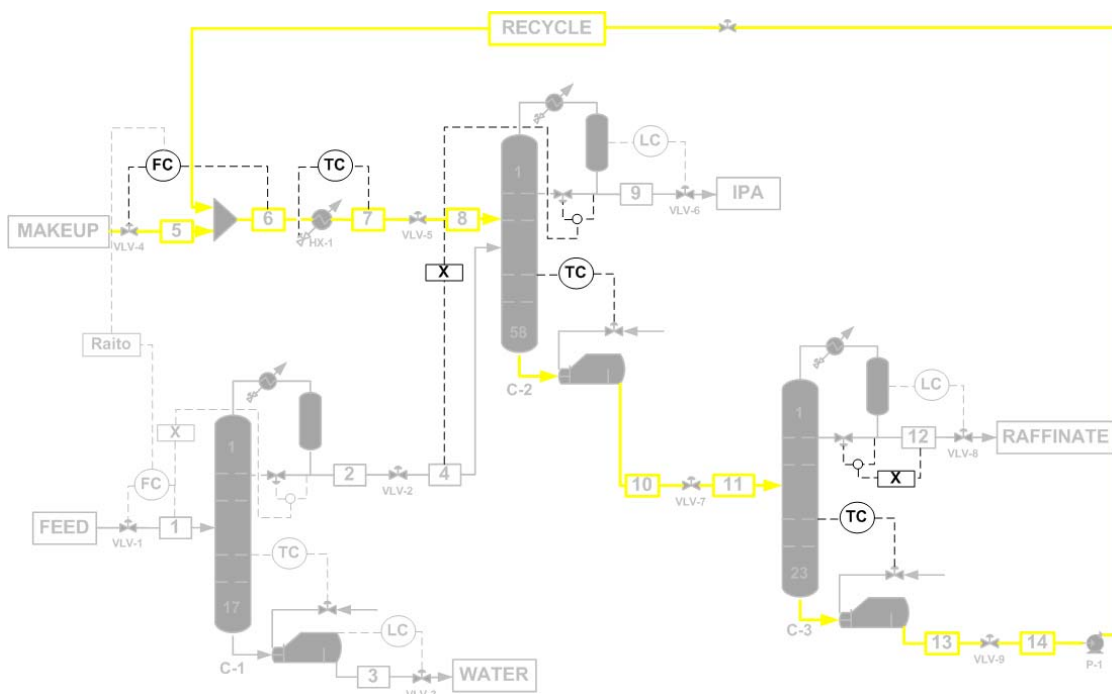 RECYCLE
FC
TC
LC
1
6
7
8
9
IPA
MAKEUP
5
VLV-4
HX-1
VLV-5
VLV-6
X
TC
58
Raito
C-2
LC
1
X
1
2
4
12
RAFFINATE
VLV-2
VLV-8
FC
10
11
X
VLV-7
FEED
1
VLV-1
TC
TC
17
23
LC
C-1
C-3
3
WATER
13
14
VLV-9
P-1